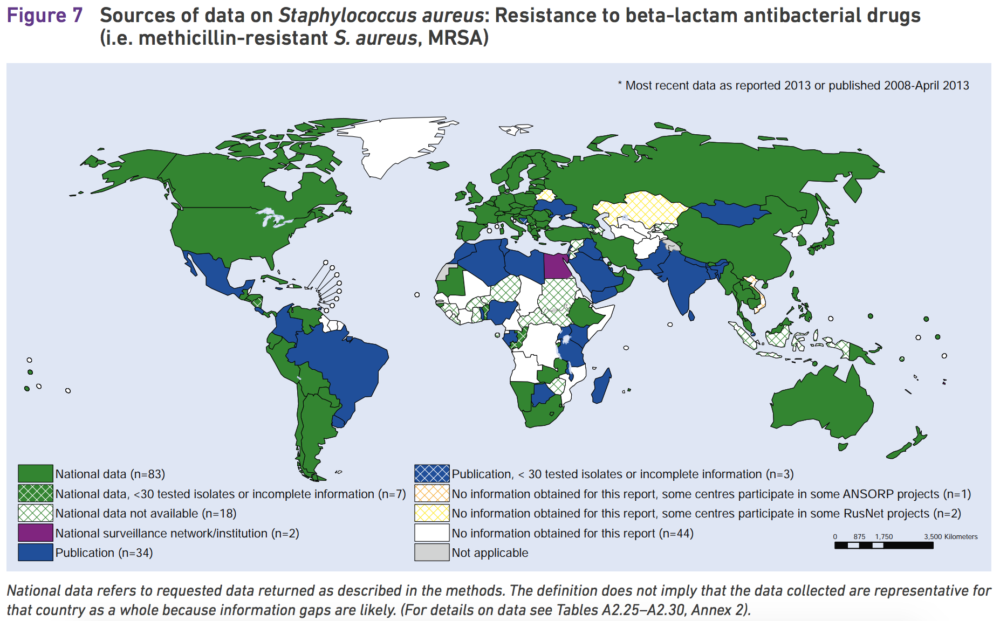 Figure 7 Sources of data on Staphylococcus aureus: Resistance to beta-lactam antibacterial drugs
(i.e. methicillin-resistant S. aureus, MRSA)
* Most recent data as reported 2013 or published 2008-April 2013
National data (n=83)
National data, <30 tested isolates or incomplete information (n=7)
National data not available (n=18)
National surveillance network/institution (n=2)
Publication (n=34)
Publication, < 30 tested isolates or incomplete information (n=3)
No information obtained for this report, some centres participate in some ANSORP projects (n=1)
No information obtained for this report, some centres participate in some RusNet projects (n=2)
No information obtained for this report (n=44)
Not applicable
0 875 1,750 3,500 Kilometers
National data refers to requested data returned as described in the methods. The definition does not imply that the data collected are representative for
that country as a whole because information gaps are likely. (For details on data see Tables A2.25–A2.30, Annex 2).